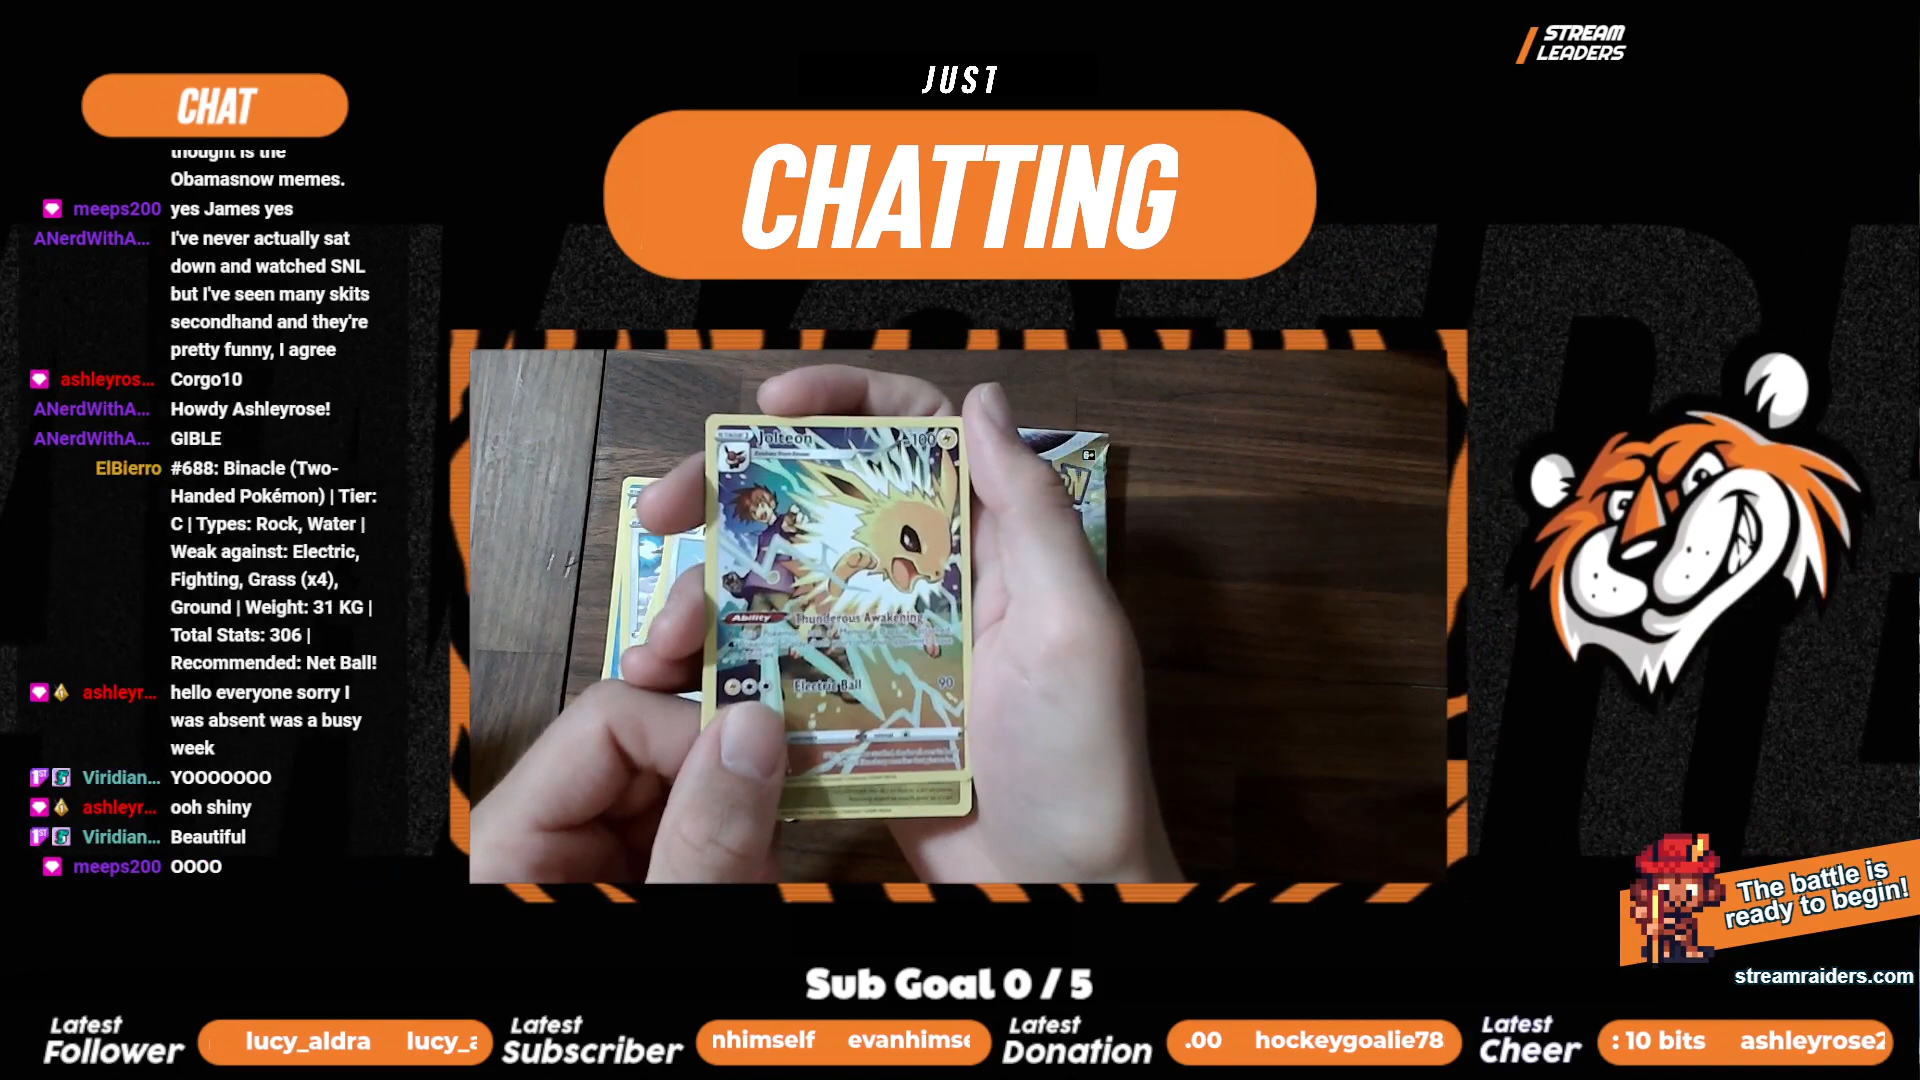 STREAM
LEADERS
JUST
CHATTING
CHAT
thought is the
Obamasnow memes.
meeps200 yes James yes
ANerdWithA... I've never actually sat
down and watched SNL
but I've seen many skits
secondhand and they're
pretty funny, I agree
ashleyros... Corgo10
ANerdWithA... Howdy Ashleyrose!
ANerdWithA... GIBLE
ElBierro #688: Binacle (Two-
Handed Pokémon) | Tier:
C | Types: Rock, Water |
Weak against: Electric,
Fighting, Grass (x4),
Ground | Weight: 31 KG |
Total Stats: 306 |
Recommended: Net Ball!
ashleyr... hello everyone sorry I
was absent was a busy
week
Viridian... YOOOOOOO
ashleyr... ooh shiny
Viridian... Beautiful
meeps200 OOOO
Jolteon 100
Ability Thunderous Awakening
Electric Ball 90
6+
The battle is
ready to begin!
streamraiders.com
Sub Goal 0 / 5
Latest
Follower
lucy_aldra lucy_a
Latest
Subscriber
nhimself evanhimse
Latest
Donation
.00 hockeygoalie78
Latest
Cheer
: 10 bits ashleyrose2